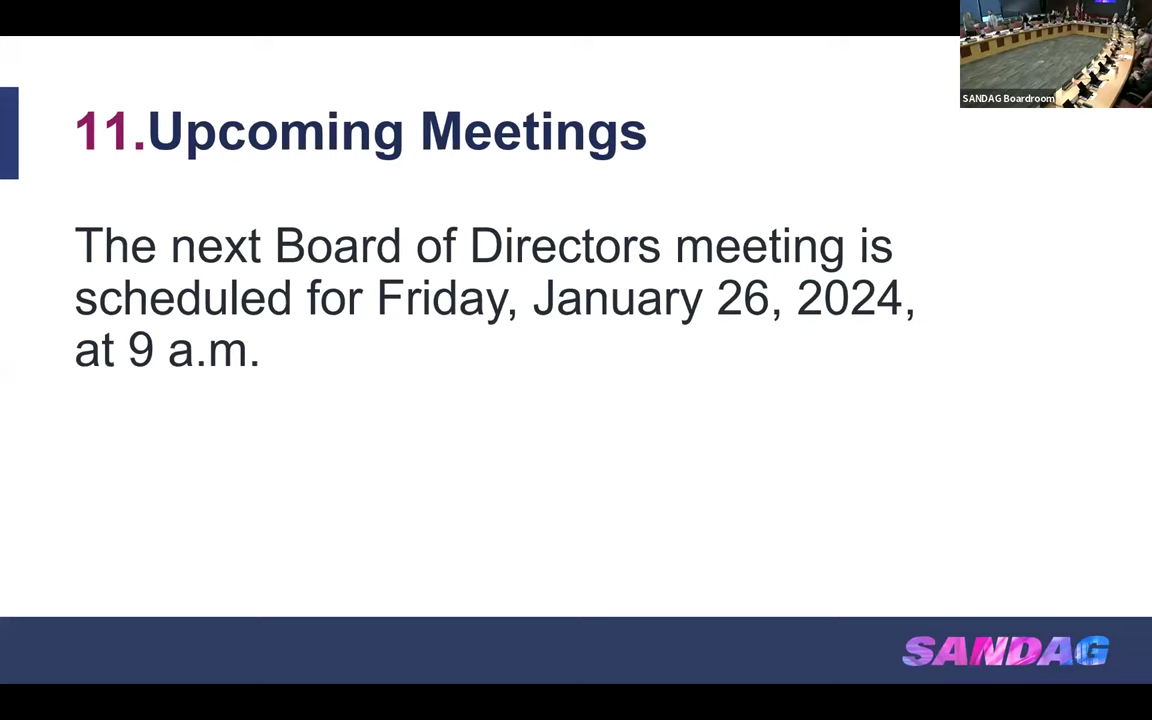 SANDAG Boardroom
11.Upcoming Meetings
The next Board of Directors meeting is
scheduled for Friday, January 26, 2024,
at 9 a.m.
SANDAG